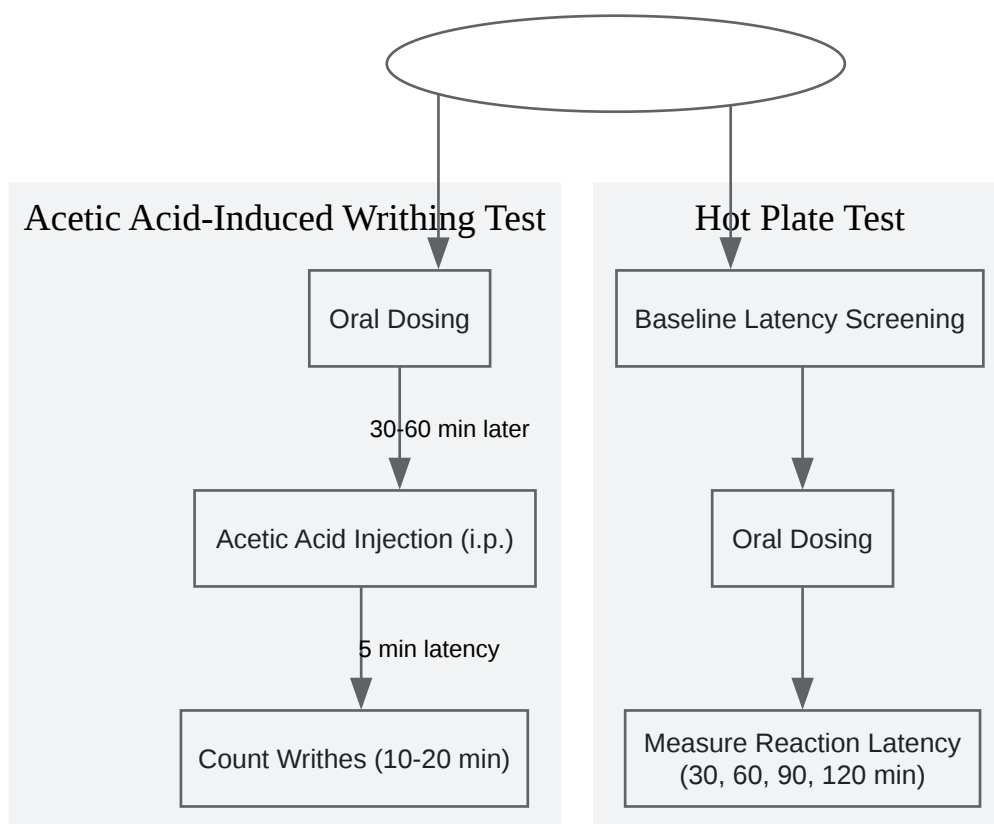 Acetic Acid-Induced Writhing Test
Oral Dosing
30-60 min later
Acetic Acid Injection (i.p.)
5 min latency
Count Writhes (10-20 min)
Hot Plate Test
Baseline Latency Screening
Oral Dosing
Measure Reaction Latency
(30, 60, 90, 120 min)